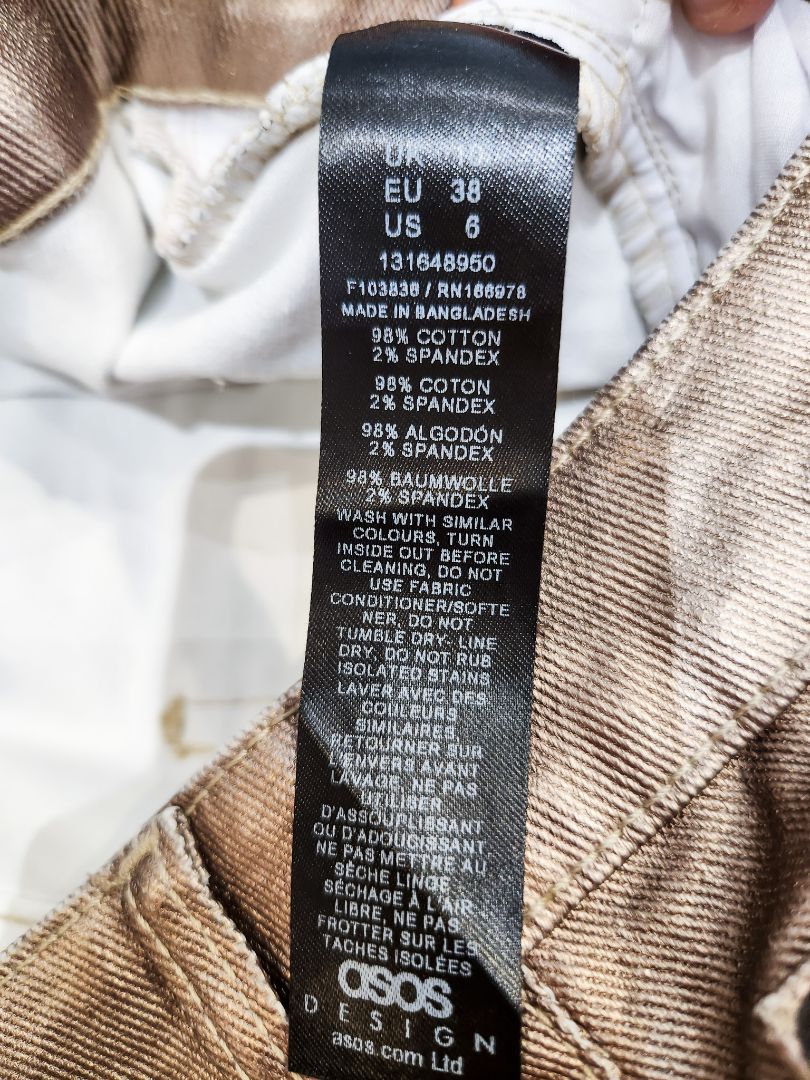 UK 10
EU 38
US 6
131648950
F103838 / RN166978
MADE IN BANGLADESH
98% COTTON
2% SPANDEX
98% COTON
2% SPANDEX
98% ALGODÓN
2% SPANDEX
98% BAUMWOLLE
2% SPANDEX
WASH WITH SIMILAR
COLOURS, TURN
INSIDE OUT BEFORE
CLEANING, DO NOT
USE FABRIC
CONDITIONER/SOFTE
NER, DO NOT
TUMBLE DRY- LINE
DRY, DO NOT RUB
ISOLATED STAINS
LAVER AVEC DES
COULEURS
SIMILAIRES
RETOURNER SUR
L'ENVERS AVANT
LAVAGE, NE PAS
UTILISER
D'ASSOUPLISSANT
OU D'ADOUCISSANT
NE PAS METTRE AU
SÈCHE LINGE
SÉCHAGE À L'AIR
LIBRE, NE PAS
FROTTER SUR LES
TACHES ISOLÉES
asos
DESIGN
asos.com Ltd